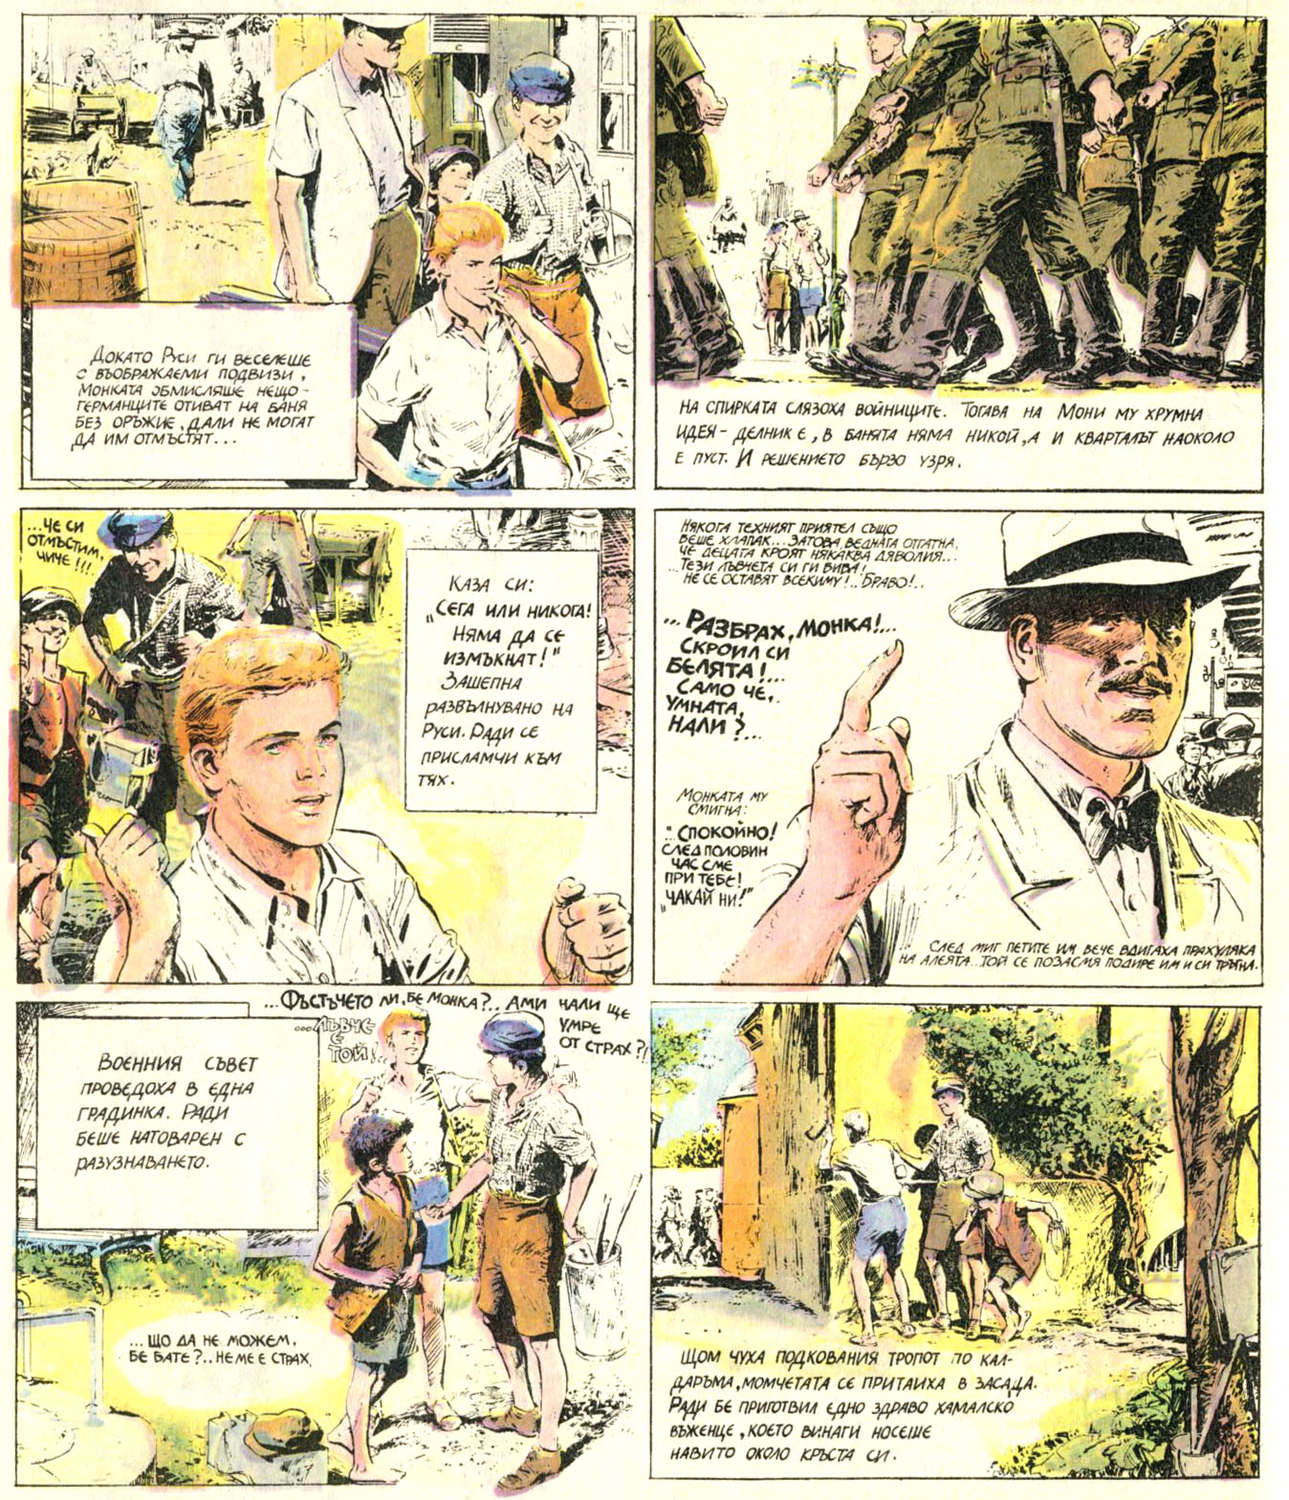 Докато Руси ги веселеше
с въображаеми подвизи,
Монката обмисляше нещо -
германците отиват на баня
без оръжие, дали не могат
да им отмъстят...
На спирката слязоха войниците. Тогава на Мони му хрумна
идея - делник е, в банята няма никой, а и кварталът наоколо
е пуст. И решението бързо узря.
...Че си
отмъстим,
чиче!!!..
Каза си:
„Сега или никога!
Няма да се
измъкнат!"
Зашепна
развълнувано на
Руси. Ради се
присламчи към
тях.
Някога техният приятел също
беше хлапак... Затова веднага отгатна,
че децата кроят някаква дяволия...
...Тези лъвчета си ги бива!
Не се оставят всекиму!.. Браво!..
...Разбрах, Монка!...
Скроил си
белята!...
Само че,..
умната,
нали?...
Монката му
смигна:
„Спокойно!
След половин
час сме
при тебе!
Чакай ни!"
След миг петите им вече вдигаха прахуляка
на алеята... Той се позасмя подире им и си тръгна.
...Фъстъчето ли, бе Монка?.. Ами нали ще
умре
от страх?!
...Лъвче
е
той!..
Военния съвет
проведоха в една
градинка. Ради
беше натоварен с
разузнаването.
...Що да не можем,
бе бате?.. Не ме е страх,
Щом чуха подкования тропот по кал-
даръма, момчетата се притаиха в засада.
Ради бе приготвил едно здраво хамалско
въженце, което винаги носеше
навито около кръста си.